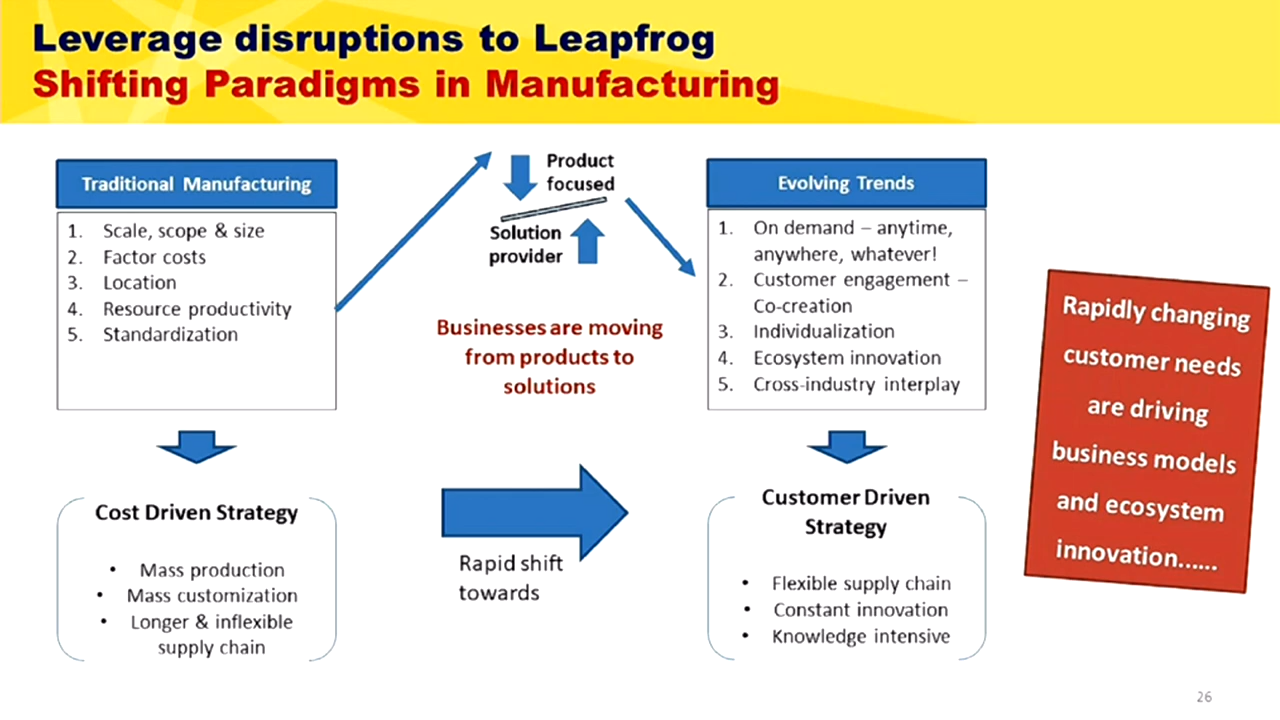 Leverage disruptions to Leapfrog
Shifting Paradigms in Manufacturing
Traditional Manufacturing
1. Scale, scope & size
2. Factor costs
3. Location
4. Resource productivity
5. Standardization
Product
focused
Solution
provider
Businesses are moving
from products to
solutions
Evolving Trends
1. On demand – anytime,
anywhere, whatever!
2. Customer engagement –
Co-creation
3. Individualization
4. Ecosystem innovation
5. Cross-industry interplay
Rapidly changing
customer needs
are driving
business models
and ecosystem
innovation......
Cost Driven Strategy
• Mass production
• Mass customization
• Longer & inflexible
supply chain
Rapid shift
towards
Customer Driven
Strategy
• Flexible supply chain
• Constant innovation
• Knowledge intensive
26